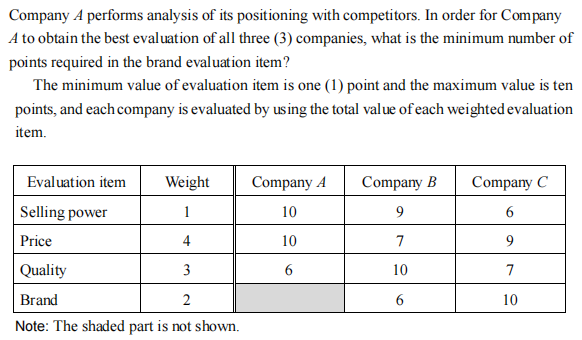 Company A performs analysis of its positioning with competitors. In order for Company
A to obtain the best evaluation of all three (3) companies, what is the minimum number of
points required in the brand evaluation item?
The minimum value of evaluation item is one (1) point and the maximum value is ten
points, and each company is evaluated by using the total value of each weighted evaluation
item.
Evaluation item Weight Company A Company B Company C
Selling power 1 10 9 6
Price 4 10 7 9
Quality 3 6 10 7
Brand 2 6 10
Note: The shaded part is not shown.